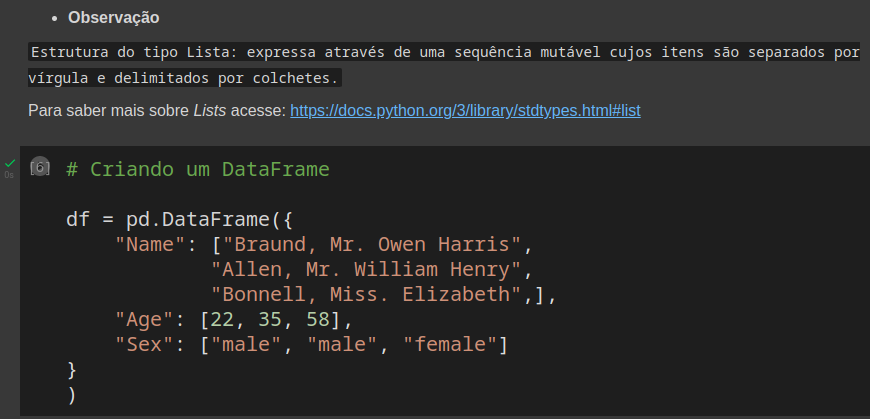 • Observação
Estrutura do tipo Lista: expressa através de uma sequência mutável cujos itens são separados por
vírgula e delimitados por colchetes.
Para saber mais sobre Lists acesse: https://docs.python.org/3/library/stdtypes.html#list
0s
# Criando um DataFrame
df = pd.DataFrame({
    "Name": ["Braund, Mr. Owen Harris",
            "Allen, Mr. William Henry",
            "Bonnell, Miss. Elizabeth",],
    "Age": [22, 35, 58],
    "Sex": ["male", "male", "female"]
}
)